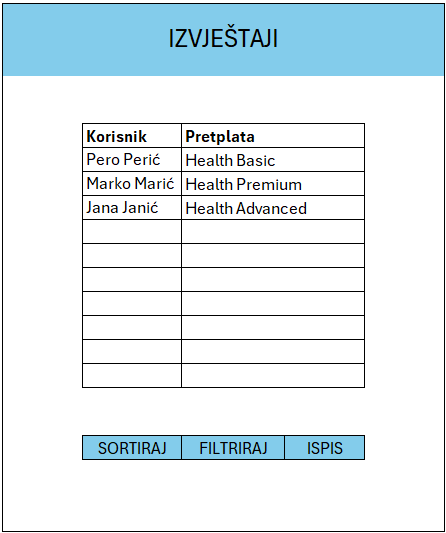 IZVJEŠTAJI
Korisnik Pretplata
Pero Perić Health Basic
Marko Marić Health Premium
Jana Janić Health Advanced
SORTIRAJ FILTRIRAJ ISPIS